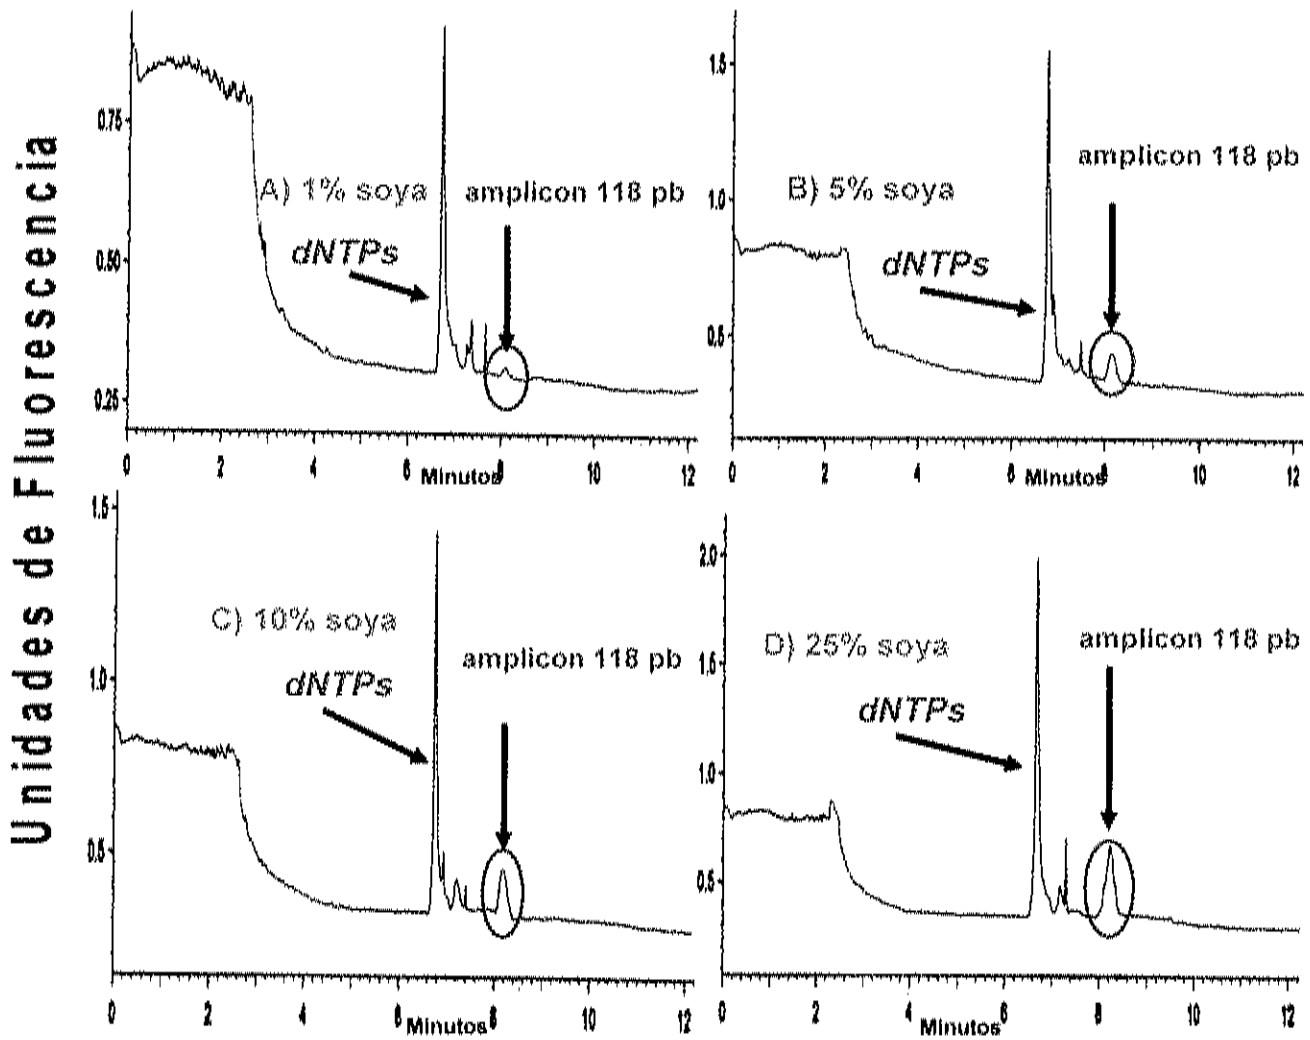 Unidades de Fluorescencia
A) 1% soya
amplicon 118 pb
dNTPs
0.75
0.50
0.25
0 2 4 6 8 10 12
Minutos
B) 5% soya
amplicon 118 pb
dNTPs
1.5
1.0
0.5
0 2 4 6 8 10 12
Minutos
C) 10% soya
amplicon 118 pb
dNTPs
1.5
1.0
0.5
0 2 4 6 8 10 12
Minutos
D) 25% soya
amplicon 118 pb
dNTPs
2.0
1.5
1.0
0.5
0 2 4 6 8 10 12
Minutos